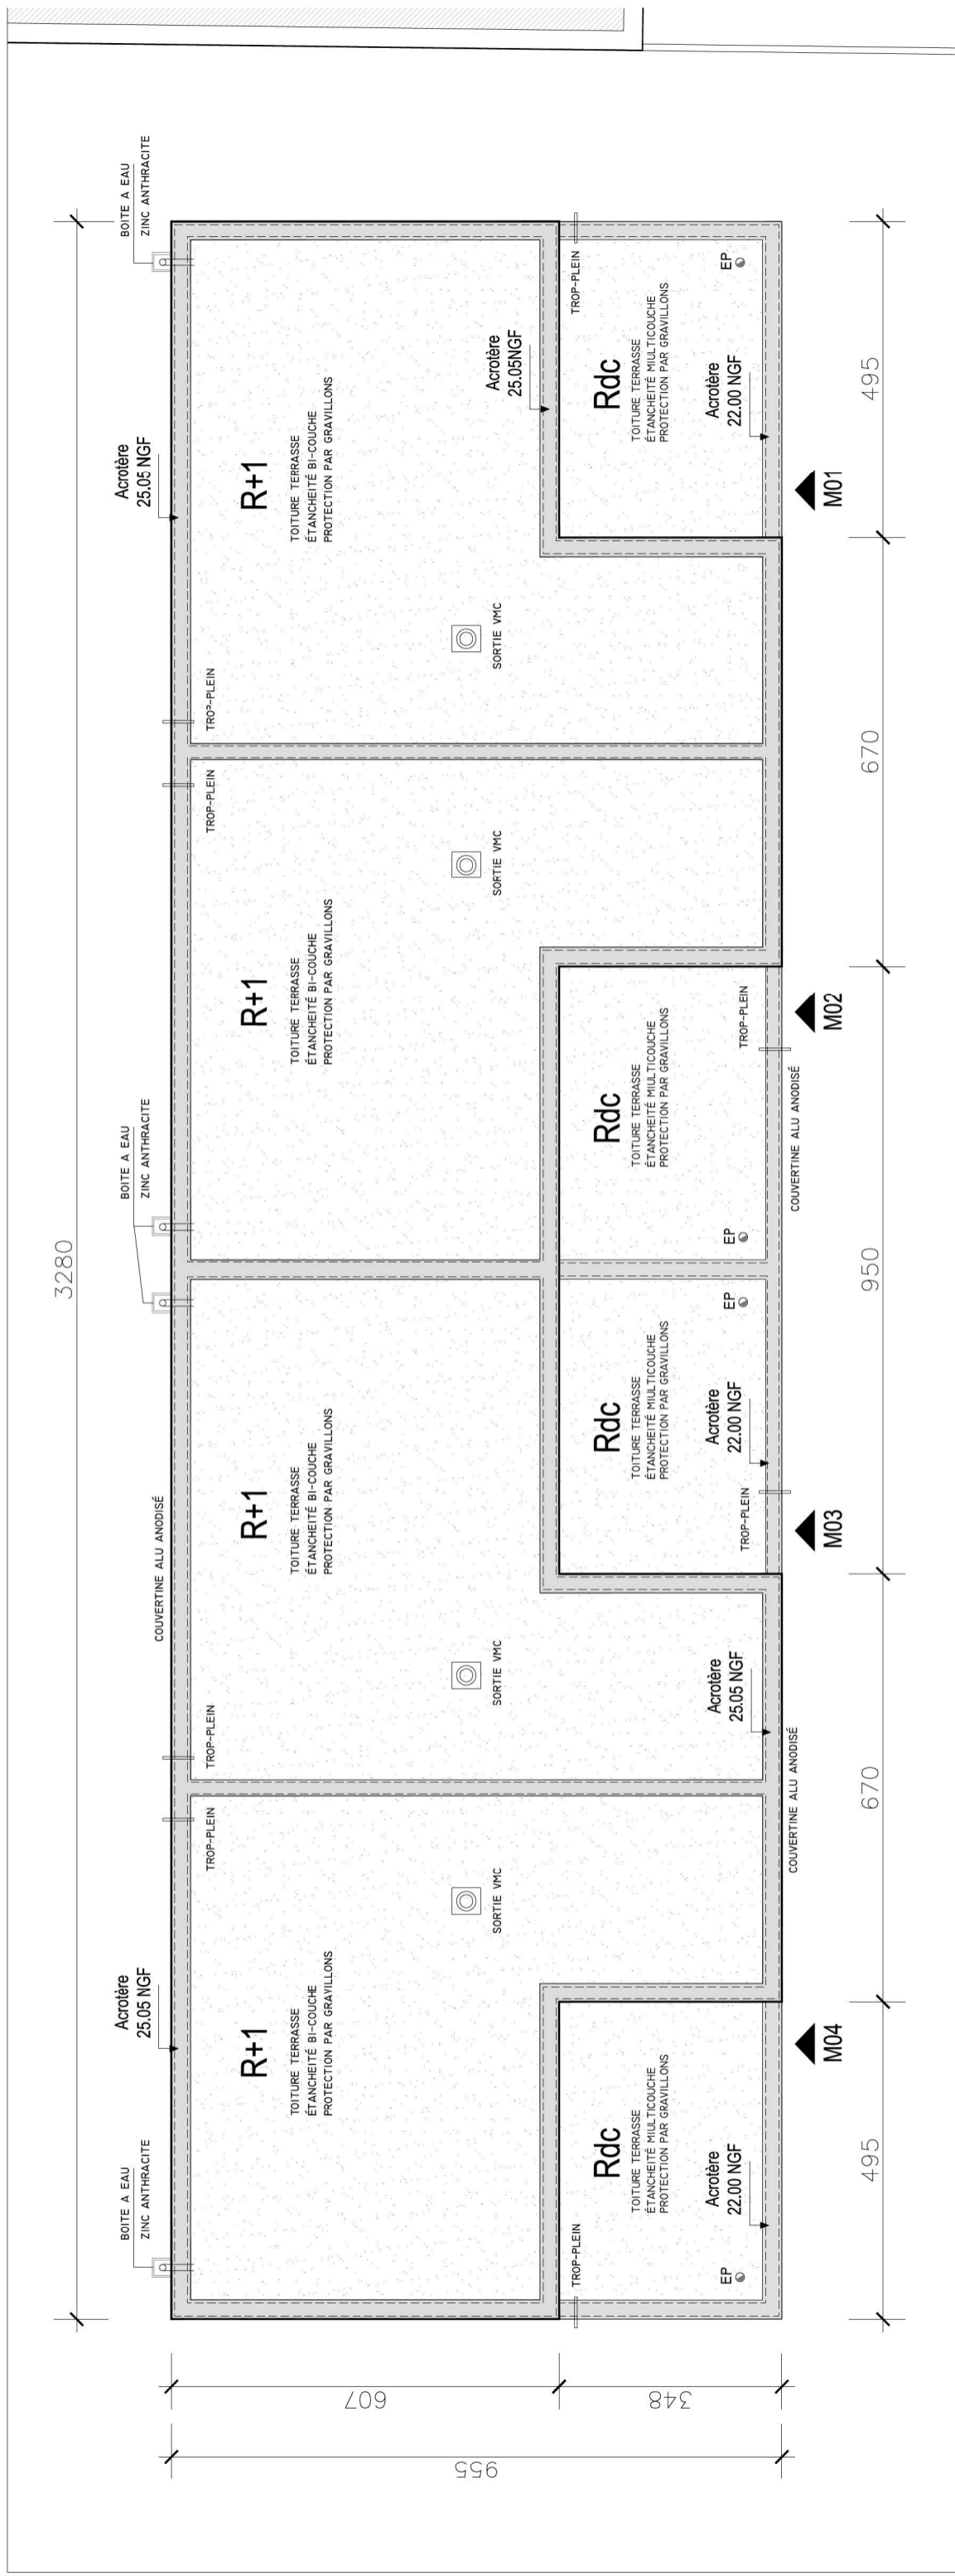 3280
BOITE A EAU
ZINC ANTHRACITE
Acrotère
25.05 NGF
COUVERTINE ALU ANODISÉ
BOITE A EAU
ZINC ANTHRACITE
Acrotère
25.05 NGF
BOITE A EAU
ZINC ANTHRACITE
TROP-PLEIN
TROP-PLEIN
TROP-PLEIN
TROP-PLEIN
R+1
TOITURE TERRASSE
ÉTANCHEITÉ BI-COUCHE
PROTECTION PAR GRAVILLONS
R+1
TOITURE TERRASSE
ÉTANCHEITÉ BI-COUCHE
PROTECTION PAR GRAVILLONS
R+1
TOITURE TERRASSE
ÉTANCHEITÉ BI-COUCHE
PROTECTION PAR GRAVILLONS
R+1
TOITURE TERRASSE
ÉTANCHEITÉ BI-COUCHE
PROTECTION PAR GRAVILLONS
607
348
955
SORTIE VMC
SORTIE VMC
SORTIE VMC
SORTIE VMC
Acrotère
25.05NGF
TROP-PLEIN
Rdc
TOITURE TERRASSE
ÉTANCHEITÉ MIULTICOUCHE
PROTECTION PAR GRAVILLONS
EP
Acrotère
22.00 NGF
Acrotère
25.05 NGF
Rdc
TOITURE TERRASSE
ÉTANCHEITÉ MIULTICOUCHE
PROTECTION PAR GRAVILLONS
TROP-PLEIN
Acrotère
22.00 NGF
EP
Rdc
TOITURE TERRASSE
ÉTANCHEITÉ MIULTICOUCHE
PROTECTION PAR GRAVILLONS
EP
TROP-PLEIN
TROP-PLEIN
Rdc
TOITURE TERRASSE
ÉTANCHEITÉ MIULTICOUCHE
PROTECTION PAR GRAVILLONS
Acrotère
22.00 NGF
EP
COUVERTINE ALU ANODISÉ
COUVERTINE ALU ANODISÉ
M04
M03
M02
M01
495
670
950
670
495